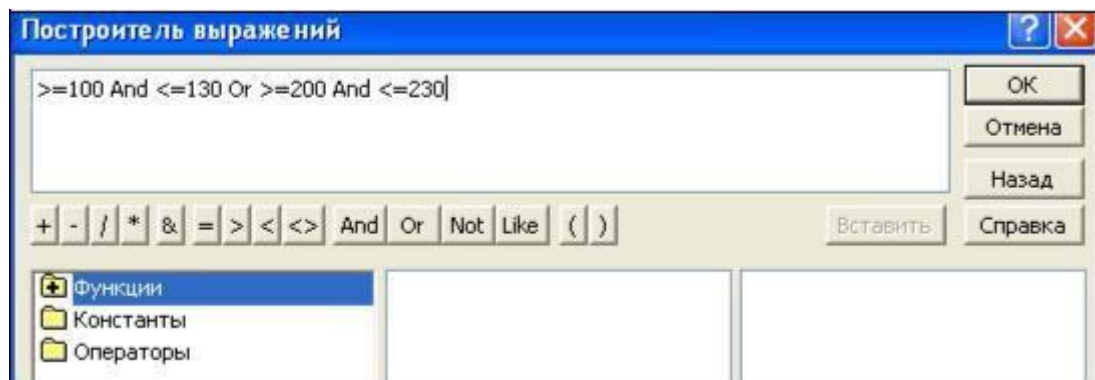 Построитель выражений
>=100 And <=130 Or >=200 And <=230
ОК
Отмена
Назад
+ - / * & = > < <> And Or Not Like ( ) Вставить Справка
Функции
Константы
Операторы